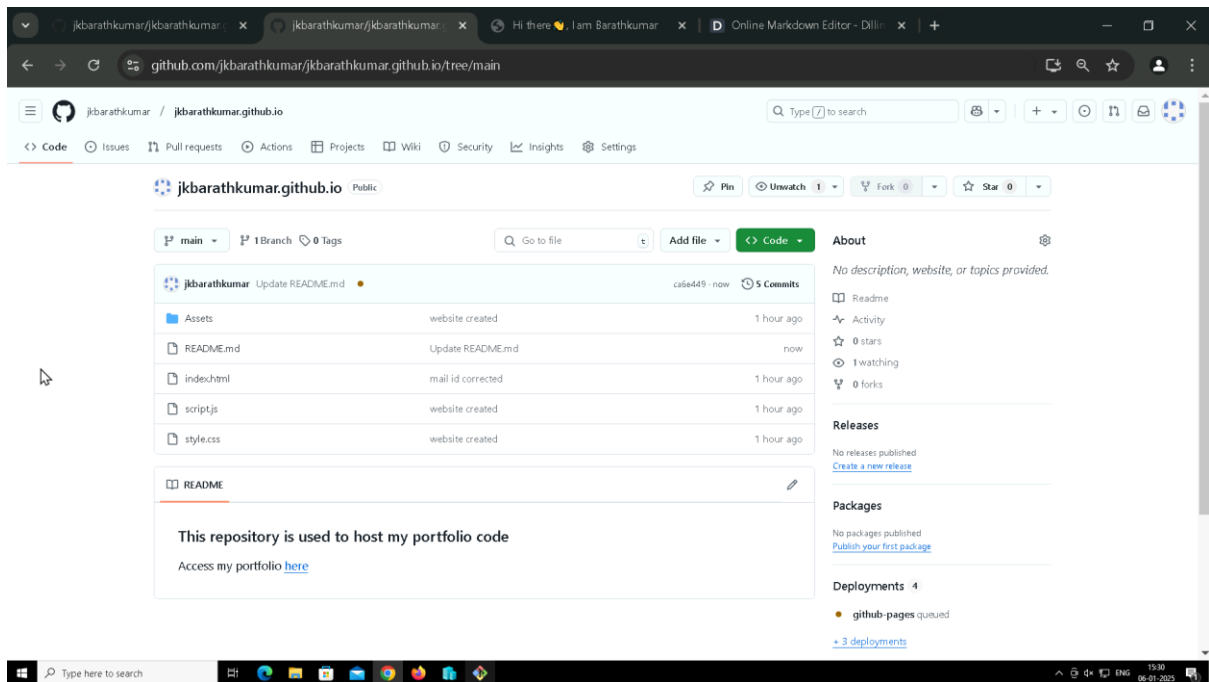 jkbarathkumar/jkbarathkumar.g
jkbarathkumar/jkbarathkumar.g
Hi there 👋, I am Barathkumar
D Online Markdown Editor - Dillin
github.com/jkbarathkumar/jkbarathkumar.github.io/tree/main
jkbarathkumar / jkbarathkumar.github.io
Type / to search
Code Issues Pull requests Actions Projects Wiki Security Insights Settings
jkbarathkumar.github.io Public
Pin Unwatch 1 Fork 0 Star 0
main 1 Branch 0 Tags Go to file t Add file Code
jkbarathkumar Update README.md ca6e449 · now 5 Commits
Assets website created 1 hour ago
README.md Update README.md now
index.html mail id corrected 1 hour ago
script.js website created 1 hour ago
style.css website created 1 hour ago
README
This repository is used to host my portfolio code
Access my portfolio here
About
No description, website, or topics provided.
Readme
Activity
0 stars
1 watching
0 forks
Releases
No releases published
Create a new release
Packages
No packages published
Publish your first package
Deployments 4
github-pages queued
+ 3 deployments
Type here to search
ENG
15:30
06-01-2025